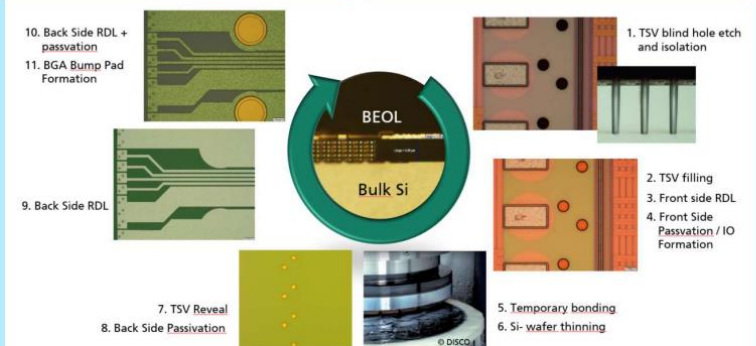 10. Back Side RDL +
passvation
11. BGA Bump Pad
Formation
1. TSV blind hole etch
and isolation
BEOL
Bulk Si
2. TSV filling
3. Front side RDL
4. Front Side
Passvation / IO
Formation
9. Back Side RDL
7. TSV Reveal
8. Back Side Passivation
5. Temporary bonding
6. Si- wafer thinning
© DISCO